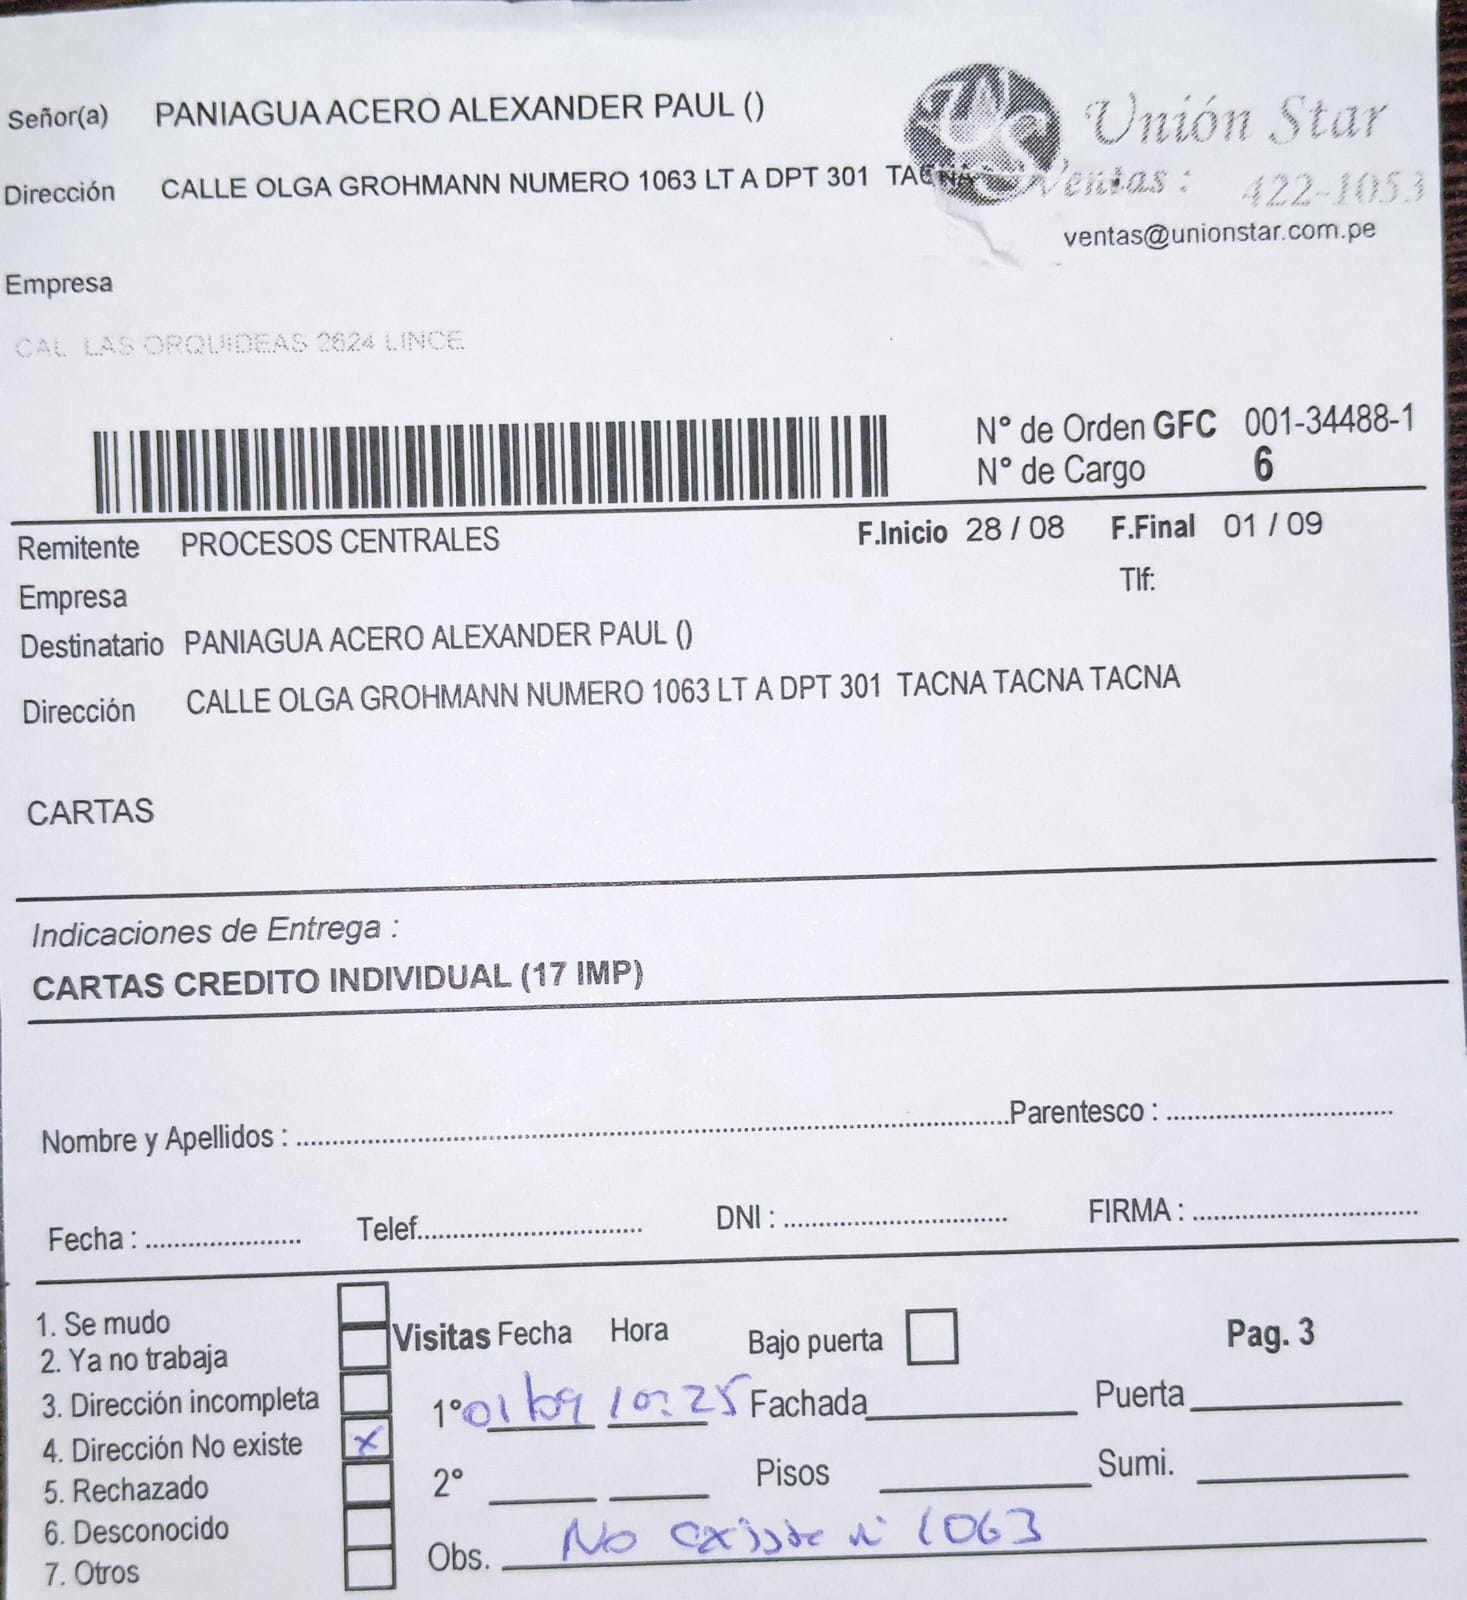 Señor(a) PANIAGUA ACERO ALEXANDER PAUL ()
Unión Star
Dirección CALLE OLGA GROHMANN NUMERO 1063 LT A DPT 301 TACNA
Ventas : 422-1053
ventas@unionstar.com.pe
Empresa
CAL LAS ORQUIDEAS 2624 LINCE
N° de Orden GFC 001-34488-1
N° de Cargo 6
Remitente PROCESOS CENTRALES F.Inicio 28 / 08 F.Final 01 / 09
Empresa Tlf:
Destinatario PANIAGUA ACERO ALEXANDER PAUL ()
Dirección CALLE OLGA GROHMANN NUMERO 1063 LT A DPT 301 TACNA TACNA TACNA
CARTAS
Indicaciones de Entrega :
CARTAS CREDITO INDIVIDUAL (17 IMP)
Nombre y Apellidos : Parentesco :
Fecha : Telef. DNI : FIRMA :
1. Se mudo
2. Ya no trabaja
3. Dirección incompleta
4. Dirección No existe x
5. Rechazado
6. Desconocido
7. Otros
Visitas Fecha Hora Bajo puerta Pag. 3
1° 01/09 10:25 Fachada Puerta
2° Pisos Sumi.
Obs. No existe n° 1063